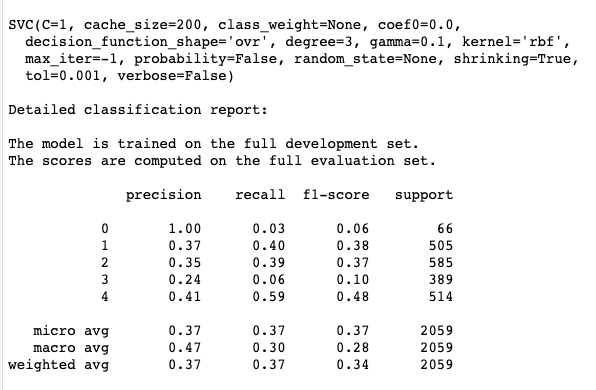 SVC(C=1, cache_size=200, class_weight=None, coef0=0.0,
decision_function_shape='ovr', degree=3, gamma=0.1, kernel='rbf',
max_iter=-1, probability=False, random_state=None, shrinking=True,
tol=0.001, verbose=False)
Detailed classification report:
The model is trained on the full development set.
The scores are computed on the full evaluation set.
precision recall f1-score support
0 1.00 0.03 0.06 66
1 0.37 0.40 0.38 505
2 0.35 0.39 0.37 585
3 0.24 0.06 0.10 389
4 0.41 0.59 0.48 514
micro avg 0.37 0.37 0.37 2059
macro avg 0.47 0.30 0.28 2059
weighted avg 0.37 0.37 0.34 2059